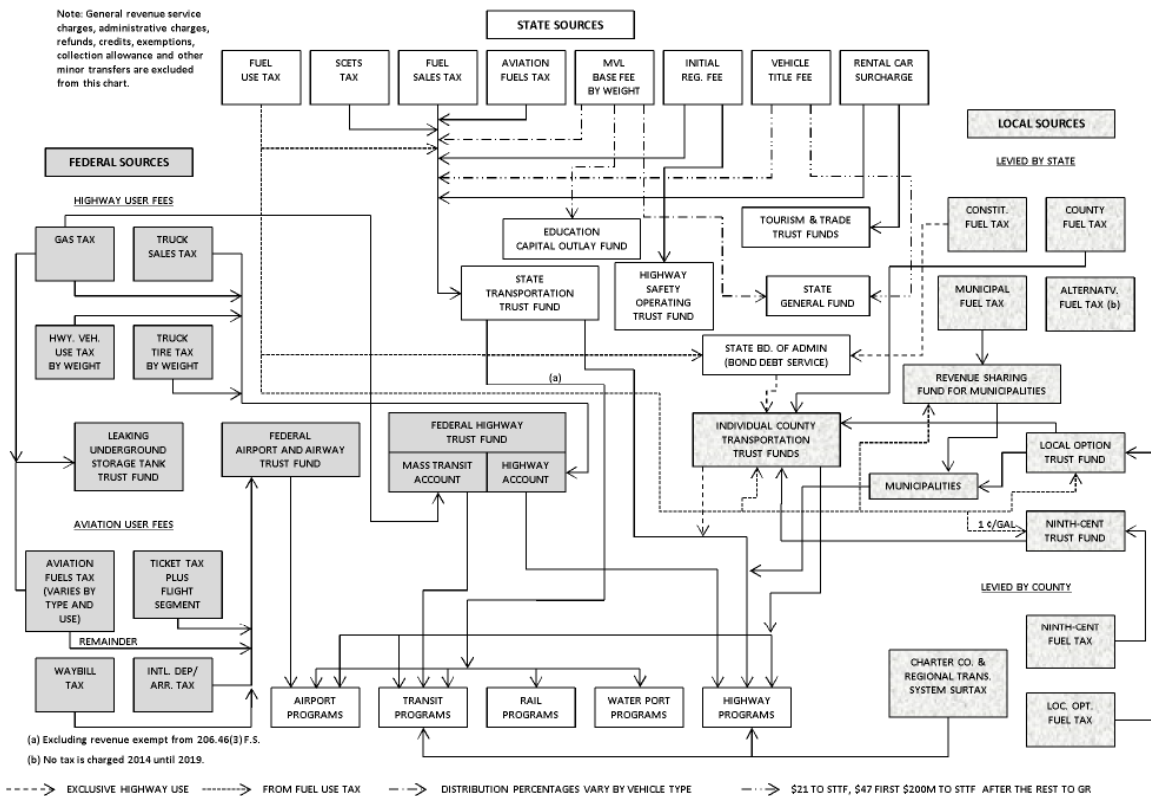 Note: General revenue service
charges, administrative charges,
refunds, credits, exemptions,
collection allowance and other
minor transfers are excluded
from this chart.
STATE SOURCES
FUEL
USE TAX
SCETS
TAX
FUEL
SALES TAX
AVIATION
FUELS TAX
MVL
BASE FEE
BY WEIGHT
INITIAL
REG. FEE
VEHICLE
TITLE FEE
RENTAL CAR
SURCHARGE
LOCAL SOURCES
LEVIED BY STATE
FEDERAL SOURCES
HIGHWAY USER FEES
GAS TAX
TRUCK
SALES TAX
EDUCATION
CAPITAL OUTLAY FUND
TOURISM & TRADE
TRUST FUNDS
CONSTIT.
FUEL TAX
COUNTY
FUEL TAX
STATE
TRANSPORTATION
TRUST FUND
HIGHWAY
SAFETY
OPERATING
TRUST FUND
STATE
GENERAL FUND
MUNICIPAL
FUEL TAX
ALTERNATV.
FUEL TAX (b)
HWY. VEH.
USE TAX
BY WEIGHT
TRUCK
TIRE TAX
BY WEIGHT
STATE BD. OF ADMIN
(BOND DEBT SERVICE)
(a)
REVENUE SHARING
FUND FOR MUNICIPALITIES
LEAKING
UNDERGROUND
STORAGE TANK
TRUST FUND
FEDERAL
AIRPORT AND AIRWAY
TRUST FUND
FEDERAL HIGHWAY
TRUST FUND
MASS TRANSIT
ACCOUNT
HIGHWAY
ACCOUNT
INDIVIDUAL COUNTY
TRANSPORTATION
TRUST FUNDS
LOCAL OPTION
TRUST FUND
MUNICIPALITIES
1 ¢/GAL
NINTH-CENT
TRUST FUND
AVIATION USER FEES
AVIATION
FUELS TAX
(VARIES BY
TYPE AND
USE)
TICKET TAX
PLUS
FLIGHT
SEGMENT
REMAINDER
LEVIED BY COUNTY
NINTH-CENT
FUEL TAX
WAYBILL
TAX
INTL. DEP/
ARR. TAX
CHARTER CO. &
REGIONAL TRANS.
SYSTEM SURTAX
AIRPORT
PROGRAMS
TRANSIT
PROGRAMS
RAIL
PROGRAMS
WATER PORT
PROGRAMS
HIGHWAY
PROGRAMS
LOC. OPT.
FUEL TAX
(a) Excluding revenue exempt from 206.46(3) F.S.
(b) No tax is charged 2014 until 2019.
EXCLUSIVE HIGHWAY USE
FROM FUEL USE TAX
DISTRIBUTION PERCENTAGES VARY BY VEHICLE TYPE
$21 TO STTF, $47 FIRST $200M TO STTF AFTER THE REST TO GR